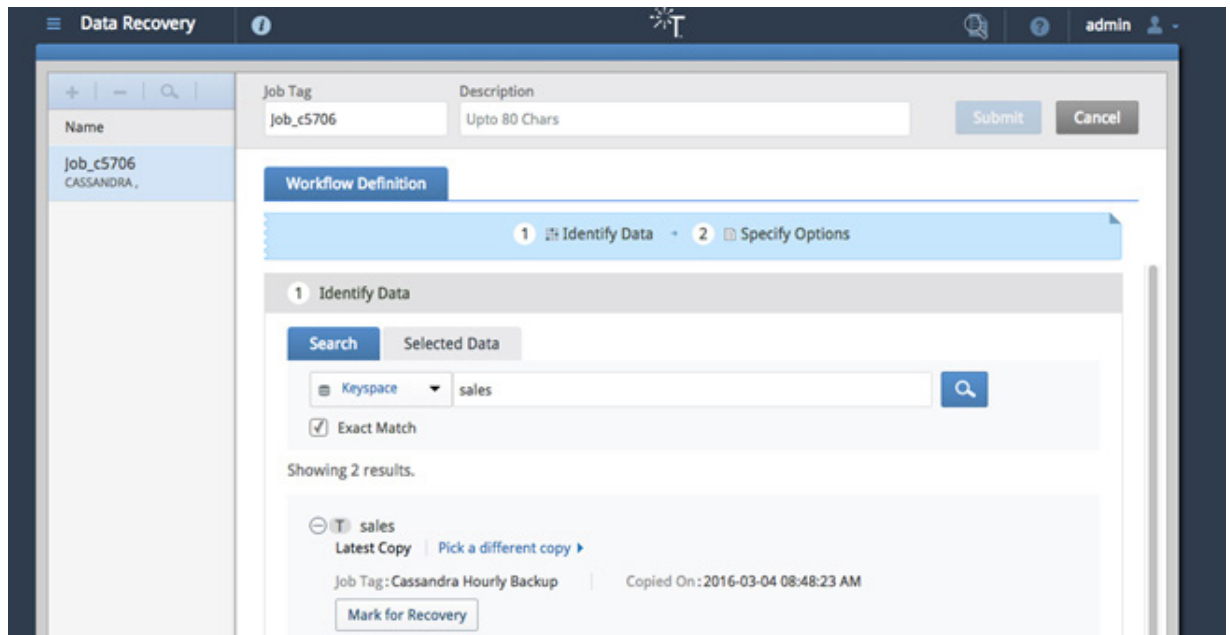 Data Recovery
admin
Job Tag
Description
Job_c5706
Upto 80 Chars
Submit
Cancel
Name
Job_c5706
CASSANDRA ,
Workflow Definition
1 Identify Data 2 Specify Options
1 Identify Data
Search
Selected Data
Keyspace
sales
Exact Match
Showing 2 results.
T sales
Latest Copy
Pick a different copy
Job Tag: Cassandra Hourly Backup
Copied On: 2016-03-04 08:48:23 AM
Mark for Recovery